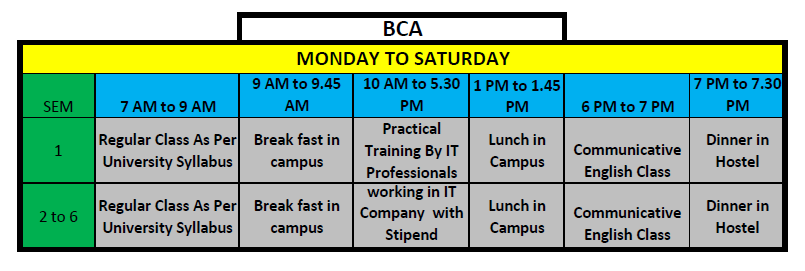 BCA
MONDAY TO SATURDAY
SEM
7 AM to 9 AM
9 AM to 9.45
AM
10 AM to 5.30
PM
1 PM to 1.45
PM
6 PM to 7 PM
7 PM to 7.30
PM
1
Regular Class As Per
University Syllabus
Break fast in
campus
Practical
Training By IT
Professionals
Lunch in
Campus
Communicative
English Class
Dinner in
Hostel
2 to 6
Regular Class As Per
University Syllabus
Break fast in
campus
working in IT
Company with
Stipend
Lunch in
Campus
Communicative
English Class
Dinner in
Hostel